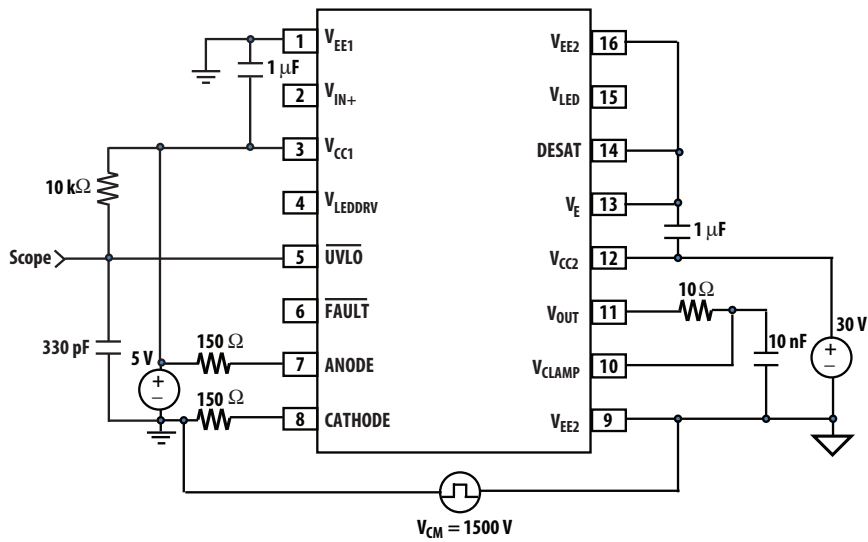 1 V_EE1
1 µF
2 V_IN+
3 V_CC1
10 kΩ
4 V_LEDDRV
Scope
5 UVLO
6 FAULT
330 pF
5 V
+
−
150 Ω
7 ANODE
150 Ω
8 CATHODE
V_EE2 16
V_LED 15
DESAT 14
V_E 13
1 µF
V_CC2 12
10 Ω
V_OUT 11
10 nF
30 V
+
−
V_CLAMP 10
V_EE2 9
V_CM = 1500 V